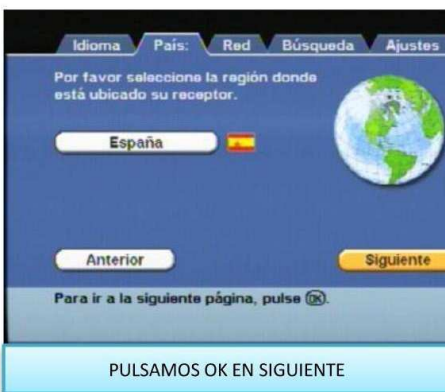 Idioma País: Red Búsqueda Ajustes
Por favor seleccione la región donde
está ubicado su receptor.
España
Anterior Siguiente
Para ir a la siguiente página, pulse OK.
PULSAMOS OK EN SIGUIENTE